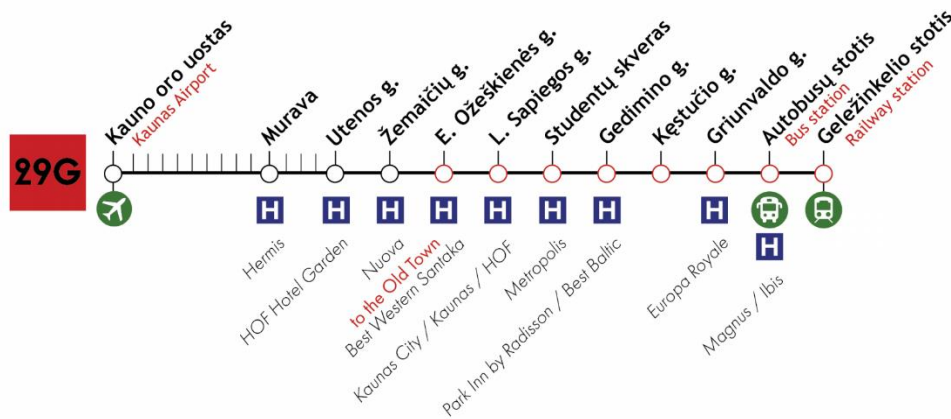 29G
Kauno oro uostas
Kaunas Airport
Murava
Utenos g.
Žemaičių g.
E. Ožeškienės g.
L. Sapiegos g.
Studentų skveras
Gedimino g.
Kęstučio g.
Griunvaldo g.
Autobusų stotis
Bus station
Geležinkelio stotis
Railway station
H
H
H
H
H
H
H
H
H
Hermis
HOF Hotel Garden
Nuova
to the Old Town
Best Western Santaka
Kaunas City / Kaunas / HOF
Metropolis
Park Inn by Radisson / Best Baltic
Europa Royale
Magnus / Ibis